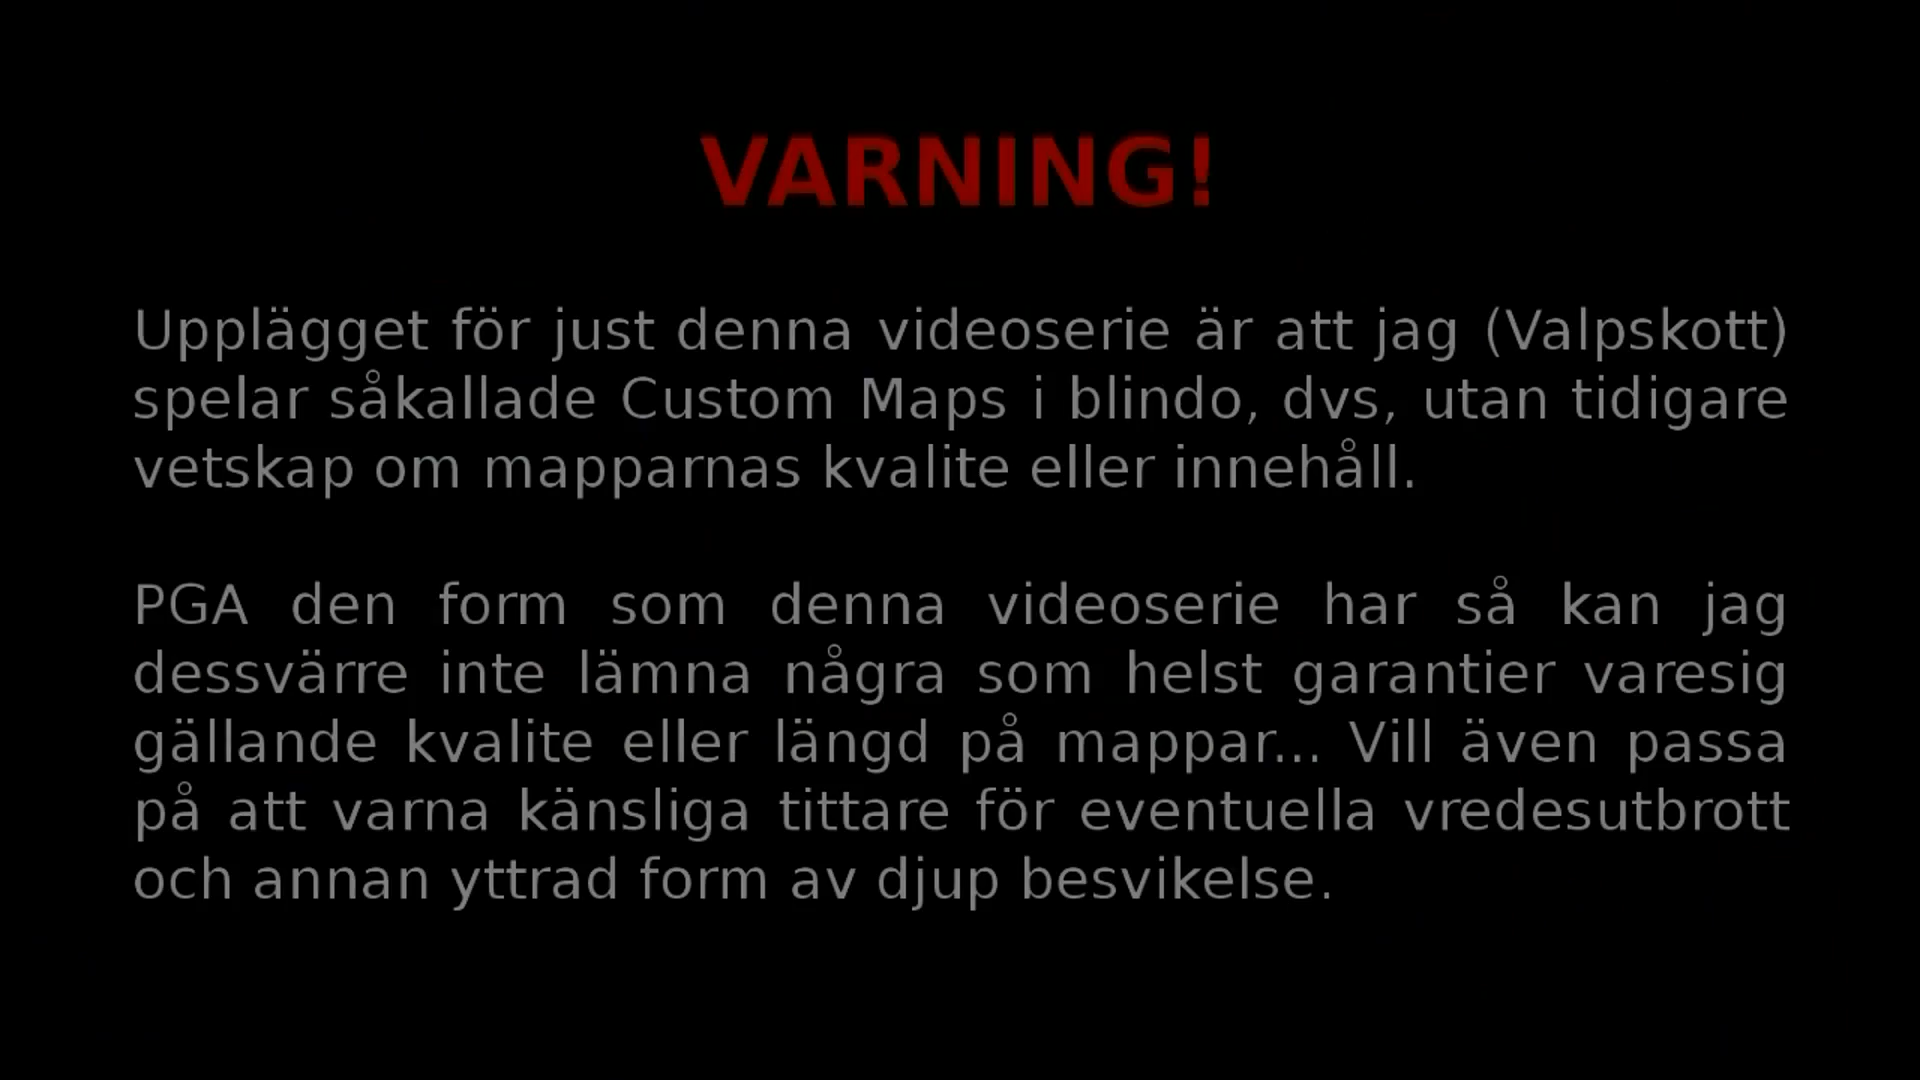 VARNING!
Upplägget för just denna videoserie är att jag (Valpskott)
spelar såkallade Custom Maps i blindo, dvs, utan tidigare
vetskap om mapparnas kvalite eller innehåll.
PGA den form som denna videoserie har så kan jag
dessvärre inte lämna några som helst garantier varesig
gällande kvalite eller längd på mappar... Vill även passa
på att varna känsliga tittare för eventuella vredesutbrott
och annan yttrad form av djup besvikelse.